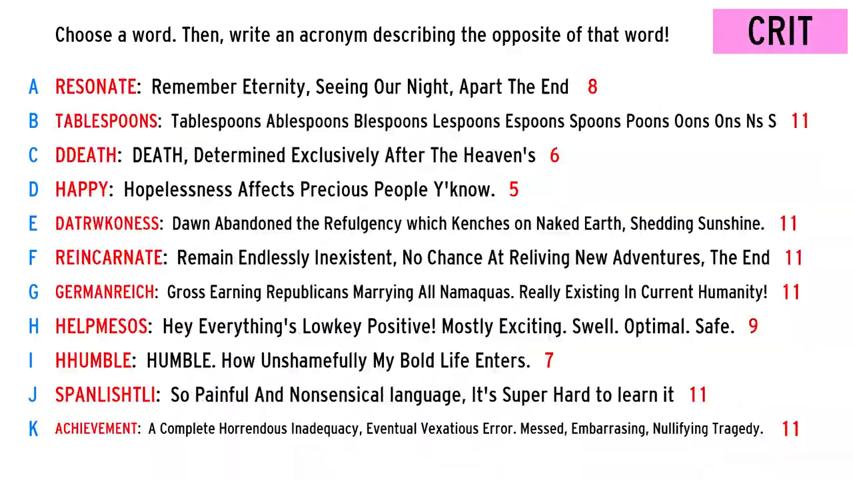 Choose a word. Then, write an acronym describing the opposite of that word!
CRIT
A RESONATE: Remember Eternity, Seeing Our Night, Apart The End 8
B TABLESPOONS: Tablespoons Ablespoons Blespoons Lespoons Espoons Spoons Poons Oons Ons Ns S 11
C DDEATH: DEATH, Determined Exclusively After The Heaven's 6
D HAPPY: Hopelessness Affects Precious People Y'know. 5
E DATRWKONESS: Dawn Abandoned the Refulgency which Kenches on Naked Earth, Shedding Sunshine. 11
F REINCARNATE: Remain Endlessly Inexistent, No Chance At Reliving New Adventures, The End 11
G GERMANREICH: Gross Earning Republicans Marrying All Namaquas. Really Existing In Current Humanity! 11
H HELPMESOS: Hey Everything's Lowkey Positive! Mostly Exciting. Swell. Optimal. Safe. 9
I HHUMBLE: HUMBLE. How Unshamefully My Bold Life Enters. 7
J SPANLISHTLI: So Painful And Nonsensical language, It's Super Hard to learn it 11
K ACHIEVEMENT: A Complete Horrendous Inadequacy, Eventual Vexatious Error. Messed, Embarrasing, Nullifying Tragedy. 11